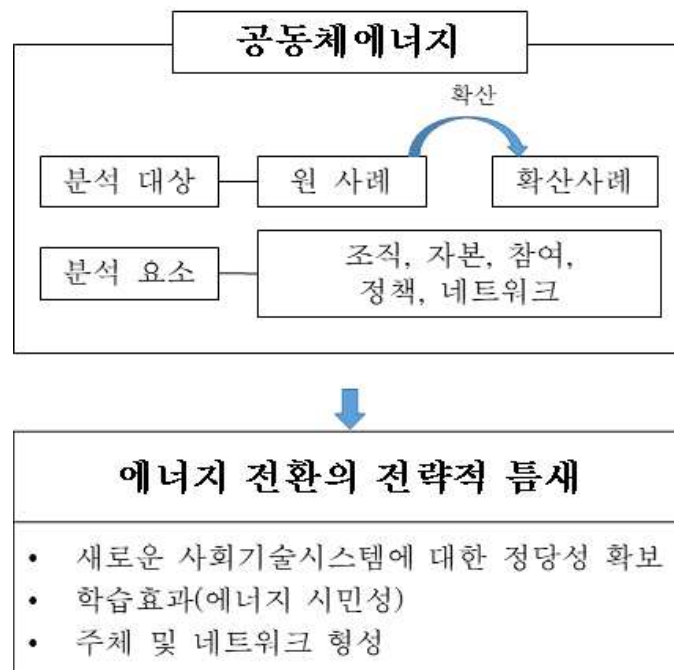 공동체에너지
확산
분석 대상
원 사례
확산사례
분석 요소
조직, 자본, 참여,
정책, 네트워크
에너지 전환의 전략적 틈새
• 새로운 사회기술시스템에 대한 정당성 확보
• 학습효과(에너지 시민성)
• 주체 및 네트워크 형성